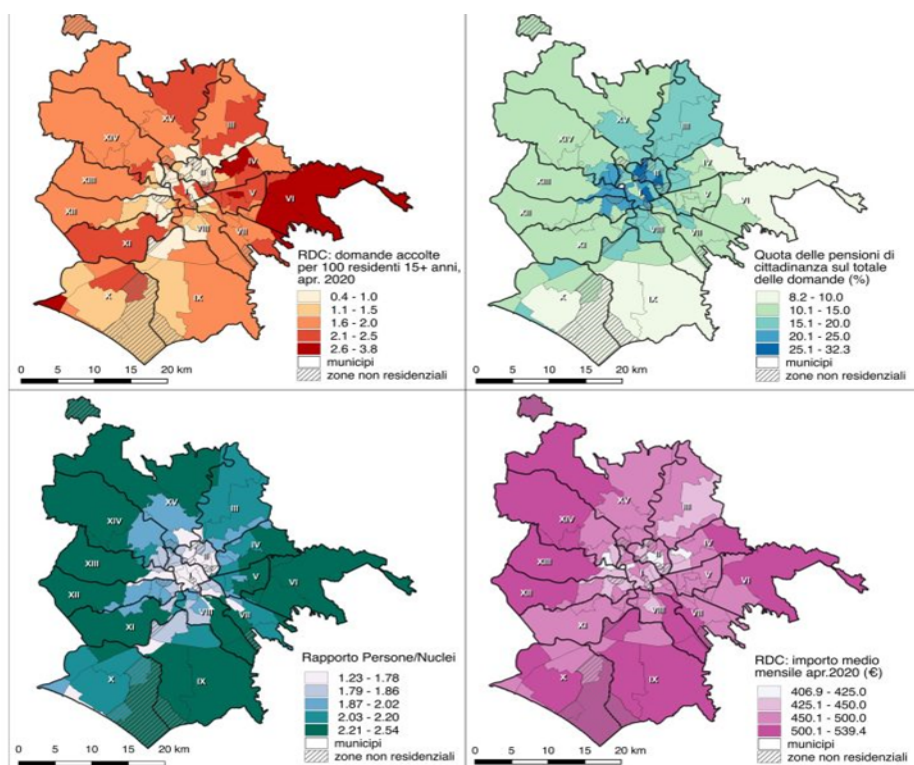 XV
III
XIV
IV
II
XIII
I
V
VI
XII
VIII
VII
XI
X
IX
RDC: domande accolte
per 100 residenti 15+ anni,
apr. 2020
0.4 - 1.0
1.1 - 1.5
1.6 - 2.0
2.1 - 2.5
2.6 - 3.8
municipi
zone non residenziali
0 5 10 15 20 km
XV
III
XIV
IV
II
XIII
I
V
VI
XII
VIII
VII
XI
X
IX
Quota delle pensioni di
cittadinanza sul totale
delle domande (%)
8.2 - 10.0
10.1 - 15.0
15.1 - 20.0
20.1 - 25.0
25.1 - 32.3
municipi
zone non residenziali
0 5 10 15 20 km
XV
III
XIV
IV
II
XIII
I
V
VI
XII
VIII
VII
XI
X
IX
Rapporto Persone/Nuclei
1.23 - 1.78
1.79 - 1.86
1.87 - 2.02
2.03 - 2.20
2.21 - 2.54
municipi
zone non residenziali
0 5 10 15 20 km
XV
III
XIV
IV
II
XIII
I
V
VI
XII
VIII
VII
XI
X
IX
RDC: importo medio
mensile apr.2020 (€)
406.9 - 425.0
425.1 - 450.0
450.1 - 500.0
500.1 - 539.4
municipi
zone non residenziali
0 5 10 15 20 km